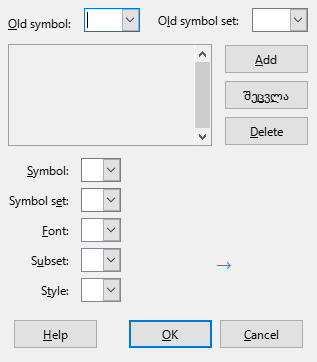 Old symbol:
Old symbol set:
Add
შეცვლა
Delete
Symbol:
Symbol set:
Font:
Subset:
Style:
→
Help
OK
Cancel